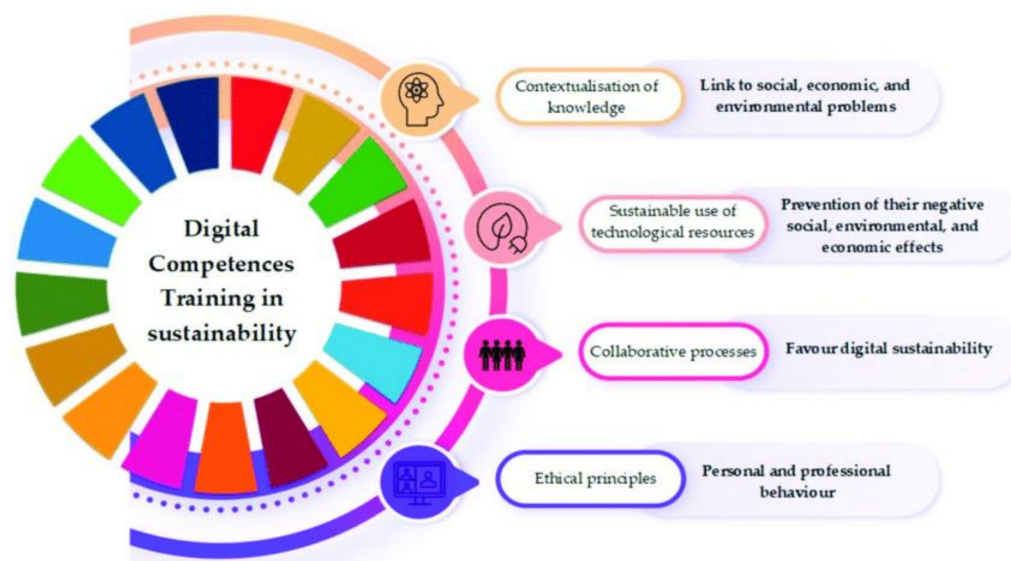 Digital
Competences
Training in
sustainability
Contextualisation of
knowledge
Link to social, economic, and
environmental problems
Sustainable use of
technological resources
Prevention of their negative
social, environmental, and
economic effects
Collaborative processes
Favour digital sustainability
Ethical principles
Personal and professional
behaviour